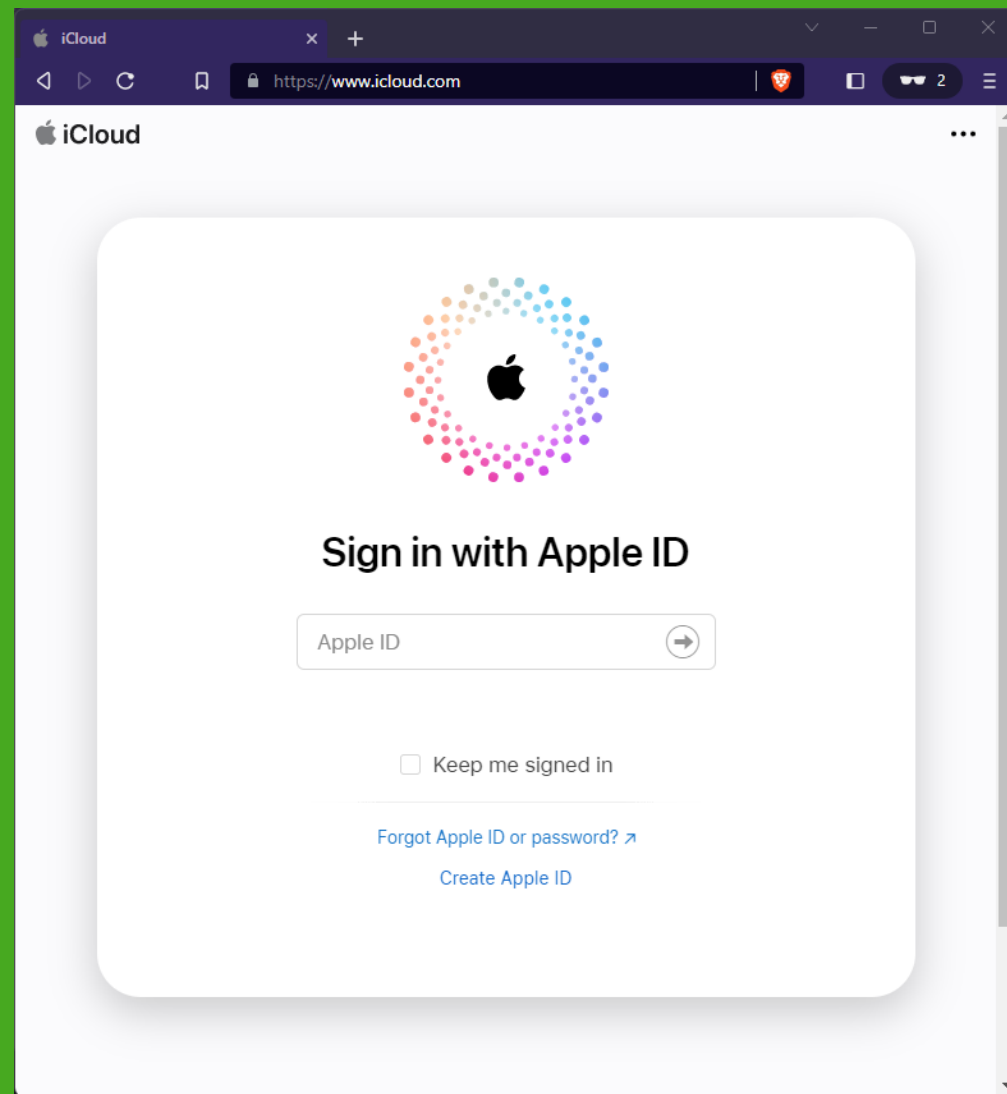 iCloud
https://www.icloud.com
2
iCloud
Sign in with Apple ID
Apple ID
Keep me signed in
Forgot Apple ID or password? ↗
Create Apple ID